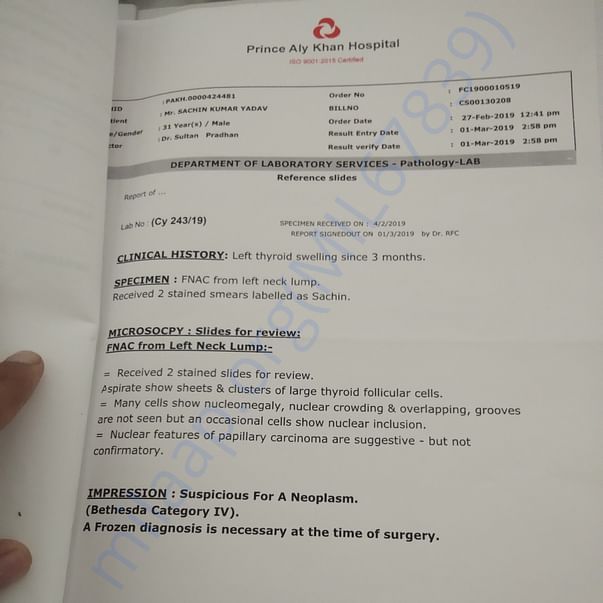 Prince Aly Khan Hospital
ISO 9001:2015 Certified
HID : PAKH.0000424481 Order No : FC1900010519
tient : Mr. SACHIN KUMAR YADAV BILLNO : CS00130208
e/Gender : 31 Year(s) / Male Order Date : 27-Feb-2019 12:41 pm
ctor : Dr. Sultan Pradhan Result Entry Date : 01-Mar-2019 2:58 pm
Result verify Date : 01-Mar-2019 2:58 pm
DEPARTMENT OF LABORATORY SERVICES - Pathology-LAB
Reference slides
Report of ...
Lab No : (Cy 243/19) SPECIMEN RECEIVED ON : 4/2/2019
REPORT SIGNEDOUT ON 01/3/2019 by Dr. RFC
CLINICAL HISTORY: Left thyroid swelling since 3 months.
SPECIMEN : FNAC from left neck lump.
Received 2 stained smears labelled as Sachin.
MICROSOCPY : Slides for review:
FNAC from Left Neck Lump:-
= Received 2 stained slides for review.
Aspirate show sheets & clusters of large thyroid follicular cells.
= Many cells show nucleomegaly, nuclear crowding & overlapping, grooves
are not seen but an occasional cells show nuclear inclusion.
= Nuclear features of papillary carcinoma are suggestive - but not
confirmatory.
IMPRESSION : Suspicious For A Neoplasm.
(Bethesda Category IV).
A Frozen diagnosis is necessary at the time of surgery.
milaap.org(MIL67839)